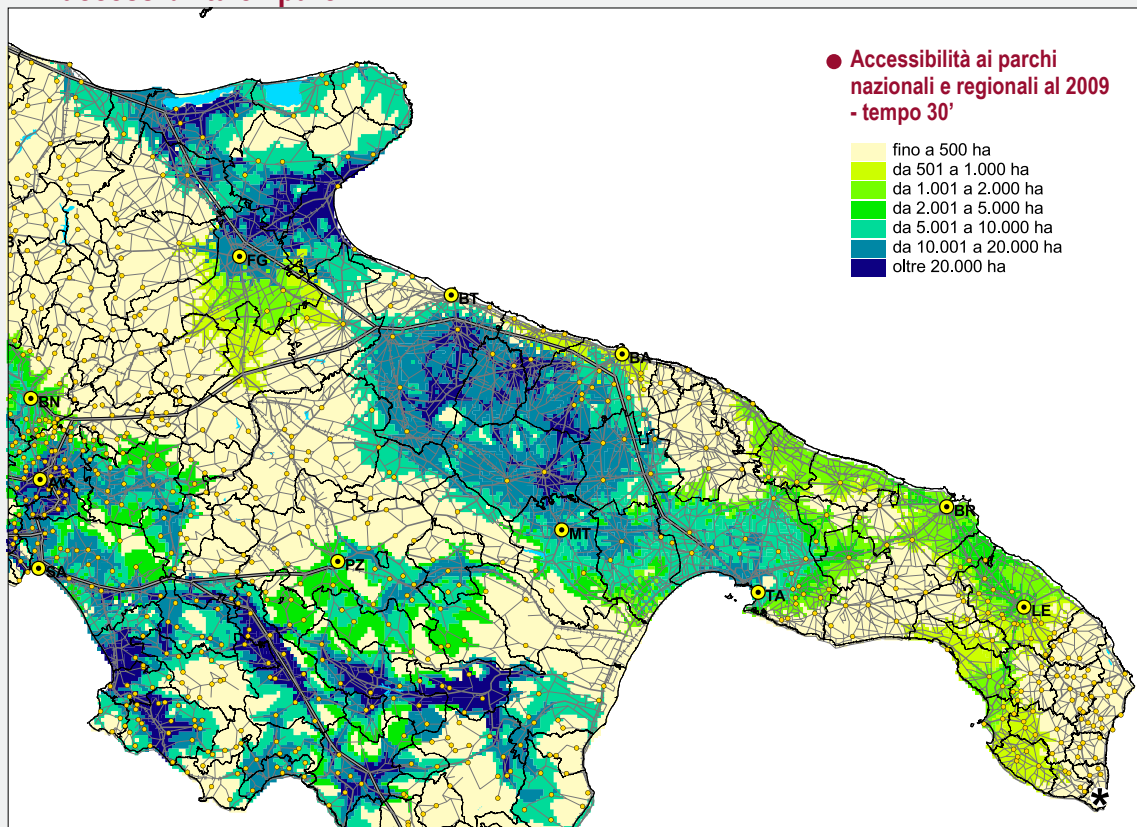 ● Accessibilità ai parchi
nazionali e regionali al 2009
- tempo 30'
fino a 500 ha
da 501 a 1.000 ha
da 1.001 a 2.000 ha
da 2.001 a 5.000 ha
da 5.001 a 10.000 ha
da 10.001 a 20.000 ha
oltre 20.000 ha
FG
BT
BA
BN
AV
MT
BR
PZ
SA
TA
LE
*